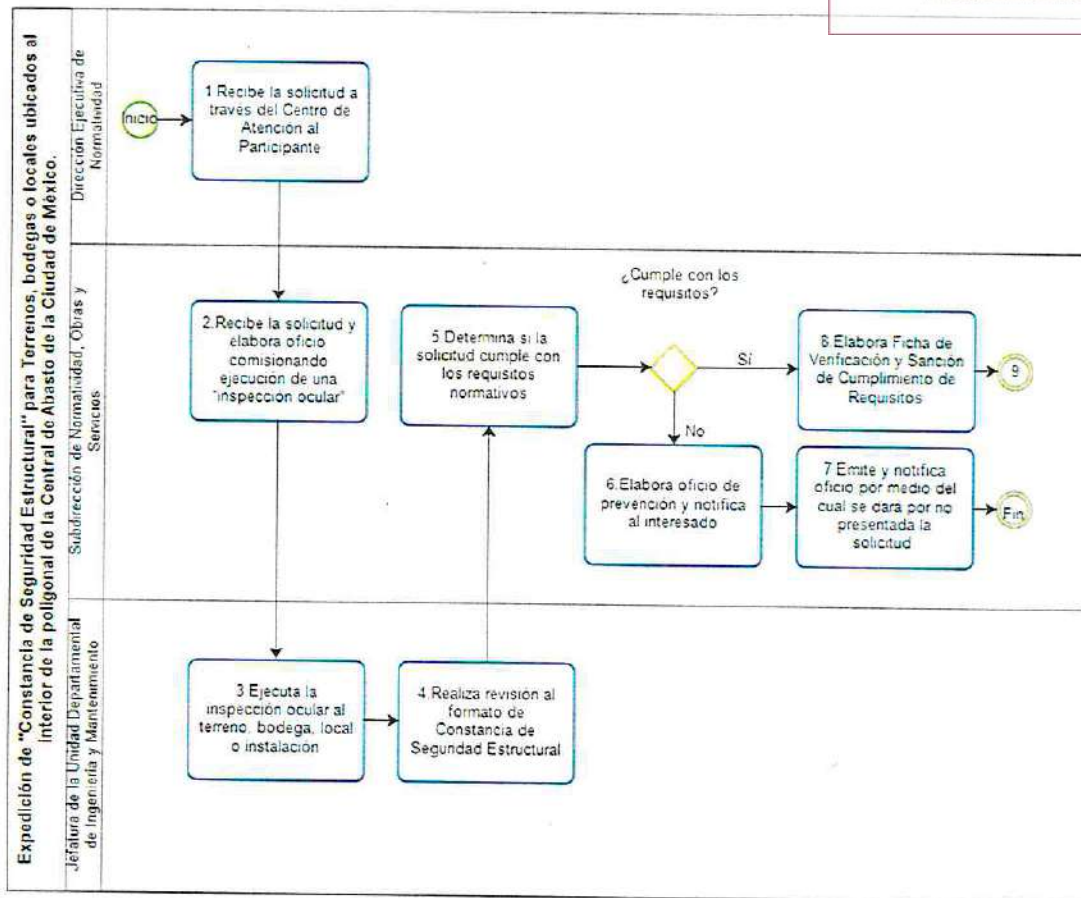 Expedición de "Constancia de Seguridad Estructural" para Terrenos, bodegas o locales ubicados al
Interior de la poligonal de la Central de Abasto de la Ciudad de México.
Dirección Ejecutiva de
Normatividad
Inicio
1 Recibe la solicitud a
través del Centro de
Atención al
Participante
Subdirección de Normatividad, Obras y
Servicios
2.Recibe la solicitud y
elabora oficio
comisionando
ejecución de una
"inspección ocular"
5.Determina si la
solicitud cumple con
los requisitos
normativos
¿Cumple con los
requisitos?
Sí
8.Elabora Ficha de
Verificación y Sanción
de Cumplimiento de
Requisitos
9
No
6.Elabora oficio de
prevención y notifica
al interesado
7 Emite y notifica
oficio por medio del
cual se dara por no
presentada la
solicitud
Fin
Jefatura de la Unidad Departamental
de Ingeniería y Mantenimiento
3 Ejecuta la
inspección ocular al
terreno, bodega, local
o instalación
4.Realiza revisión al
formato de
Constancia de
Seguridad Estructural